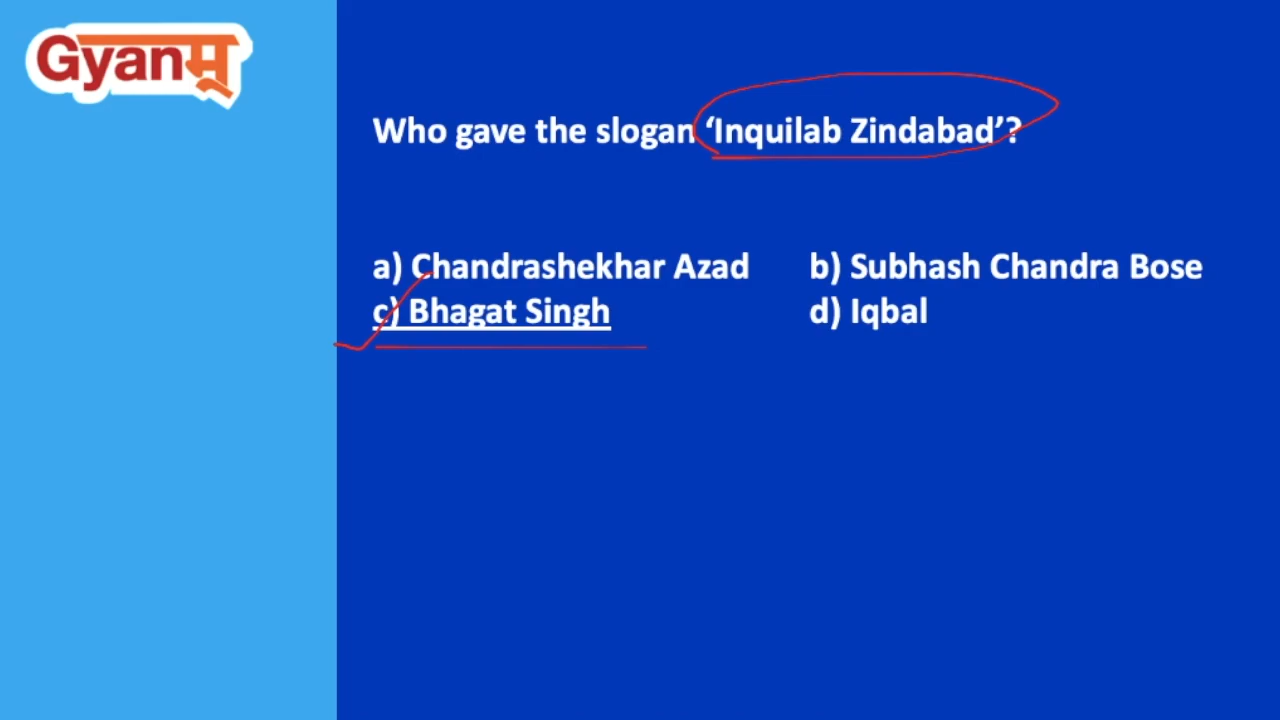 Gyanम्
Who gave the slogan ‘Inquilab Zindabad’?
a) Chandrashekhar Azad b) Subhash Chandra Bose
c) Bhagat Singh d) Iqbal